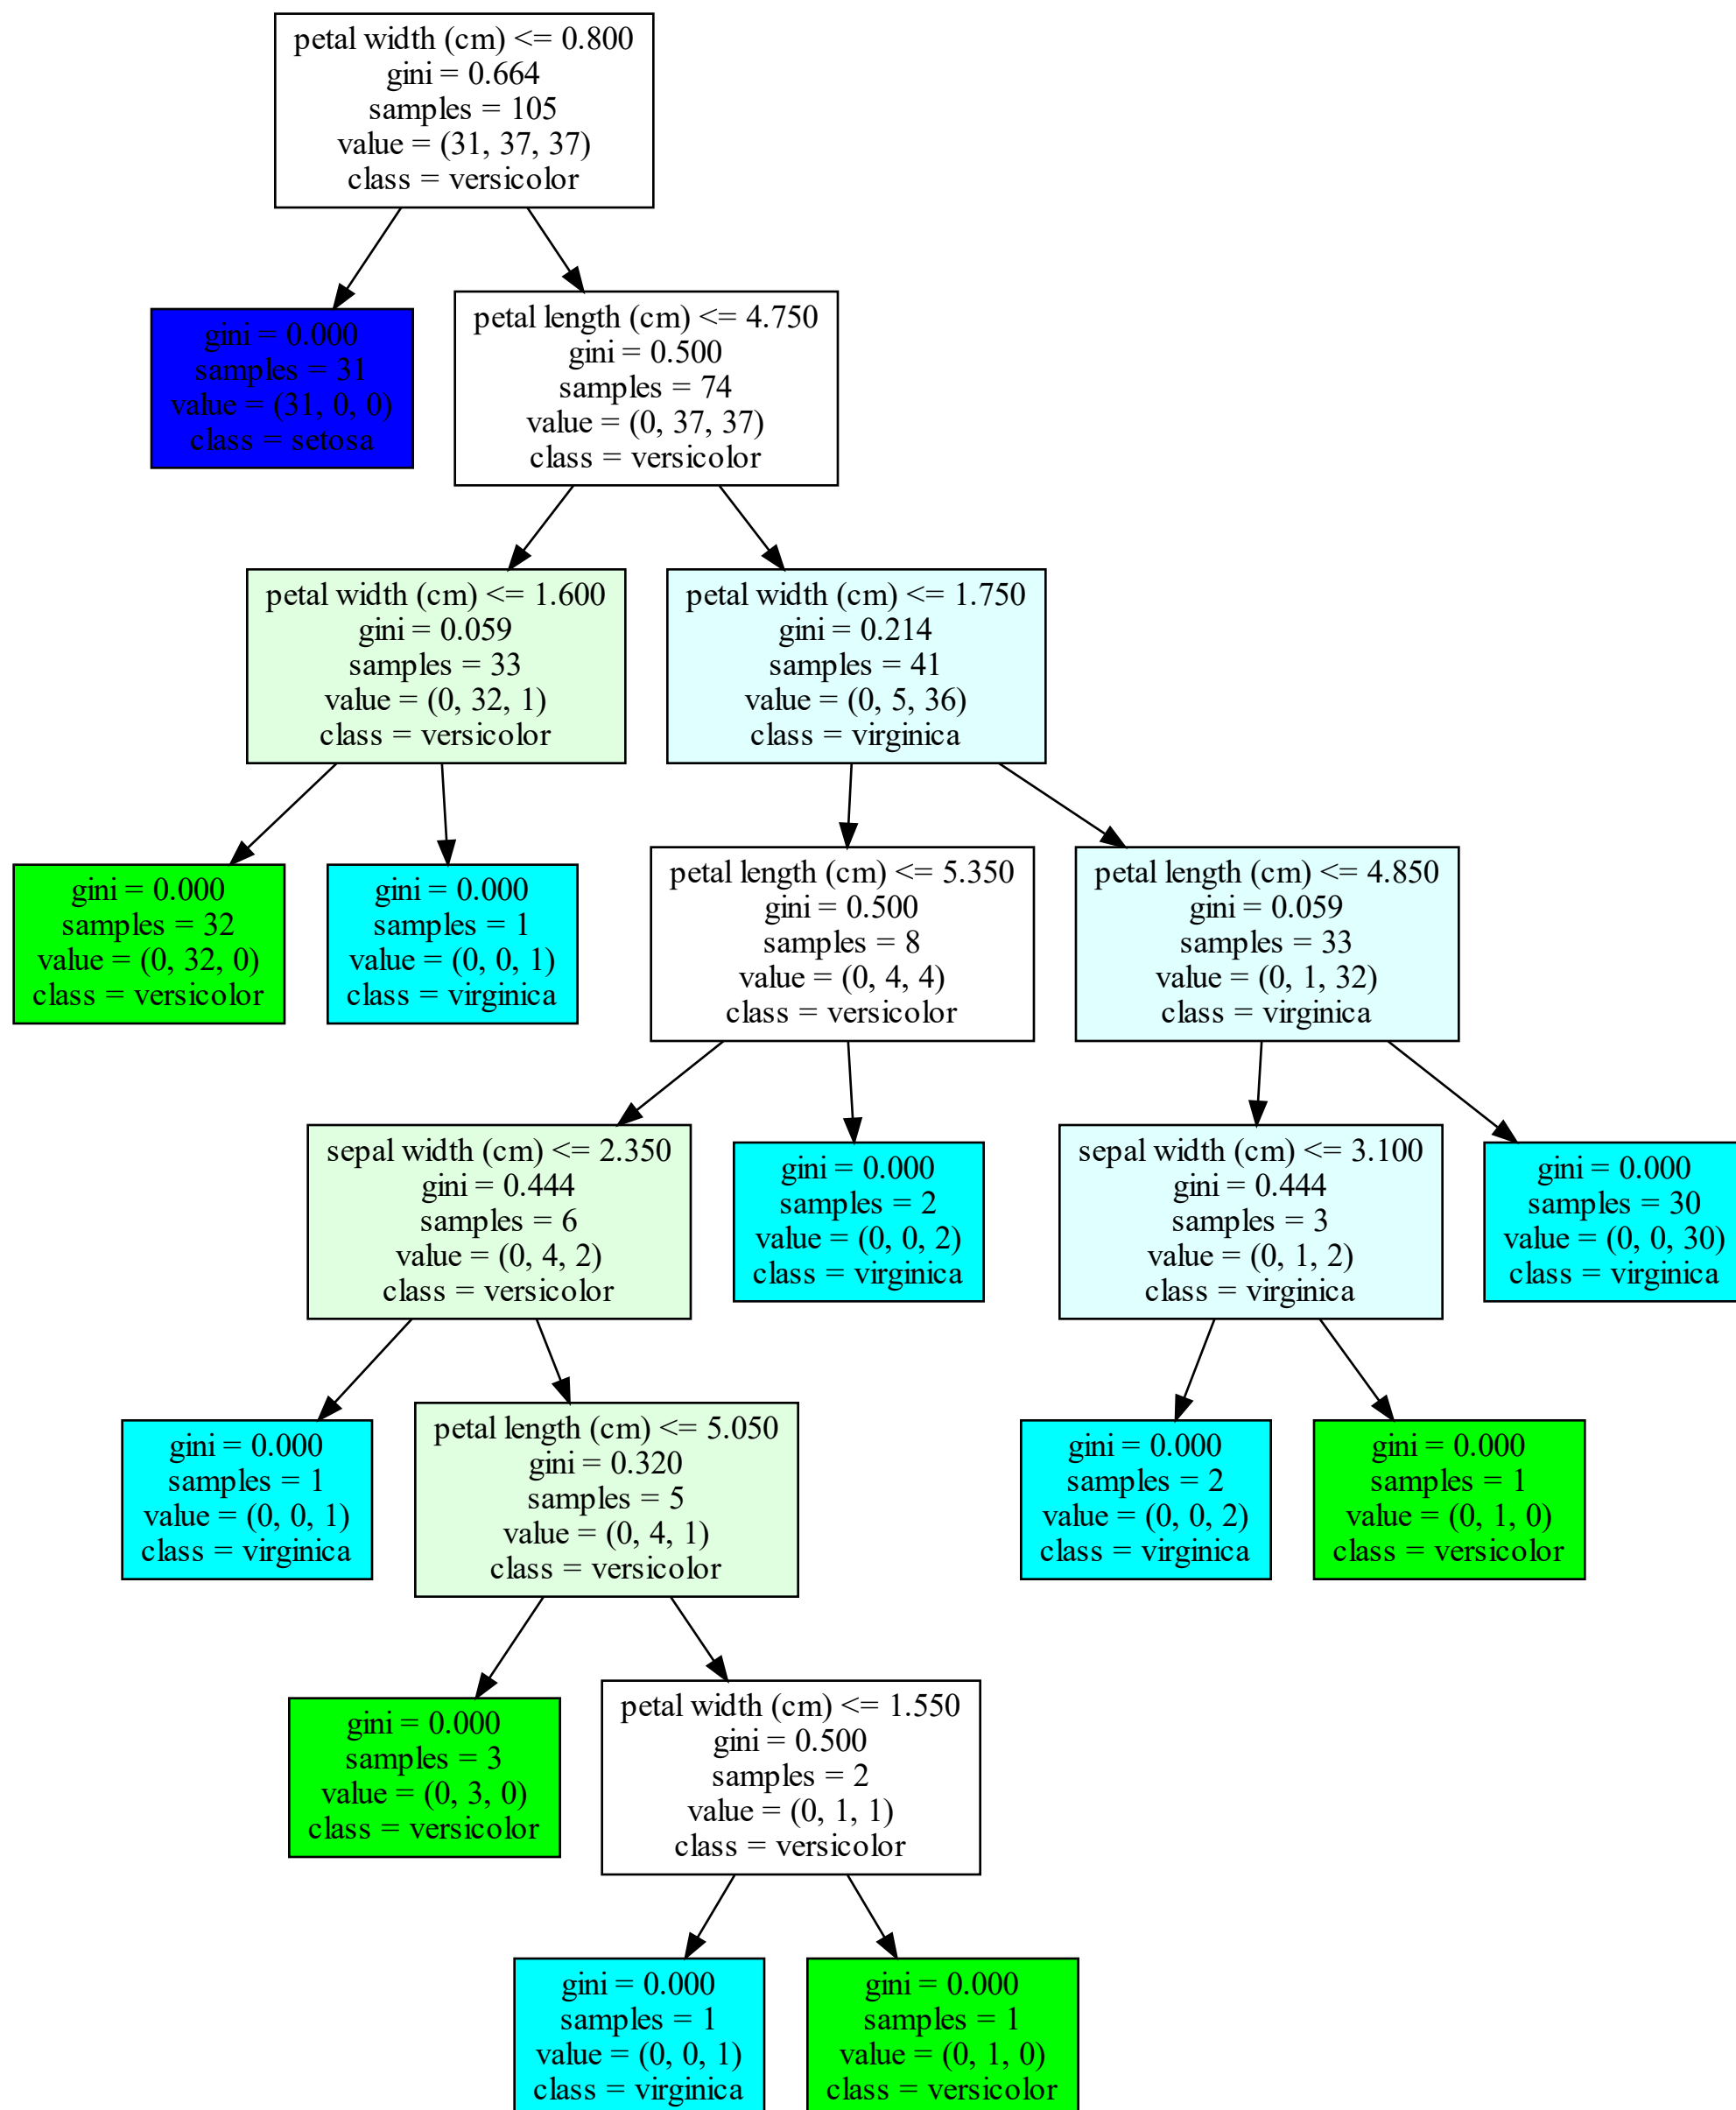 petal width (cm) <= 0.800
gini = 0.664
samples = 105
value = (31, 37, 37)
class = versicolor
gini = 0.000
samples = 31
value = (31, 0, 0)
class = setosa
petal length (cm) <= 4.750
gini = 0.500
samples = 74
value = (0, 37, 37)
class = versicolor
petal width (cm) <= 1.600
gini = 0.059
samples = 33
value = (0, 32, 1)
class = versicolor
petal width (cm) <= 1.750
gini = 0.214
samples = 41
value = (0, 5, 36)
class = virginica
gini = 0.000
samples = 32
value = (0, 32, 0)
class = versicolor
gini = 0.000
samples = 1
value = (0, 0, 1)
class = virginica
petal length (cm) <= 5.350
gini = 0.500
samples = 8
value = (0, 4, 4)
class = versicolor
petal length (cm) <= 4.850
gini = 0.059
samples = 33
value = (0, 1, 32)
class = virginica
sepal width (cm) <= 2.350
gini = 0.444
samples = 6
value = (0, 4, 2)
class = versicolor
gini = 0.000
samples = 2
value = (0, 0, 2)
class = virginica
sepal width (cm) <= 3.100
gini = 0.444
samples = 3
value = (0, 1, 2)
class = virginica
gini = 0.000
samples = 30
value = (0, 0, 30)
class = virginica
gini = 0.000
samples = 1
value = (0, 0, 1)
class = virginica
petal length (cm) <= 5.050
gini = 0.320
samples = 5
value = (0, 4, 1)
class = versicolor
gini = 0.000
samples = 2
value = (0, 0, 2)
class = virginica
gini = 0.000
samples = 1
value = (0, 1, 0)
class = versicolor
gini = 0.000
samples = 3
value = (0, 3, 0)
class = versicolor
petal width (cm) <= 1.550
gini = 0.500
samples = 2
value = (0, 1, 1)
class = versicolor
gini = 0.000
samples = 1
value = (0, 0, 1)
class = virginica
gini = 0.000
samples = 1
value = (0, 1, 0)
class = versicolor